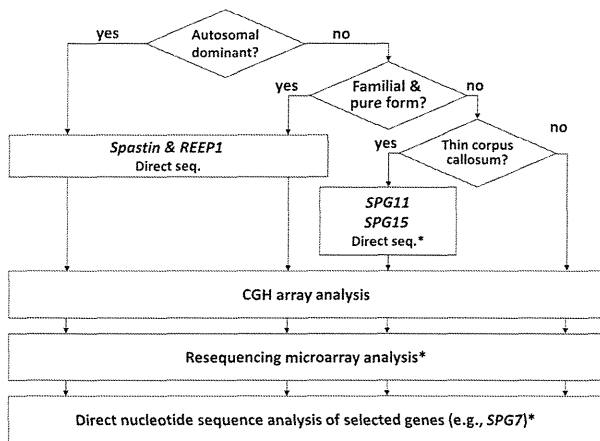 yes
Autosomal
dominant?
no
yes
Familial &
pure form?
no
Spastin & REEP1
Direct seq.
yes
Thin corpus
callosum?
no
SPG11
SPG15
Direct seq.*
CGH array analysis
Resequencing microarray analysis*
Direct nucleotide sequence analysis of selected genes (e.g., SPG7)*